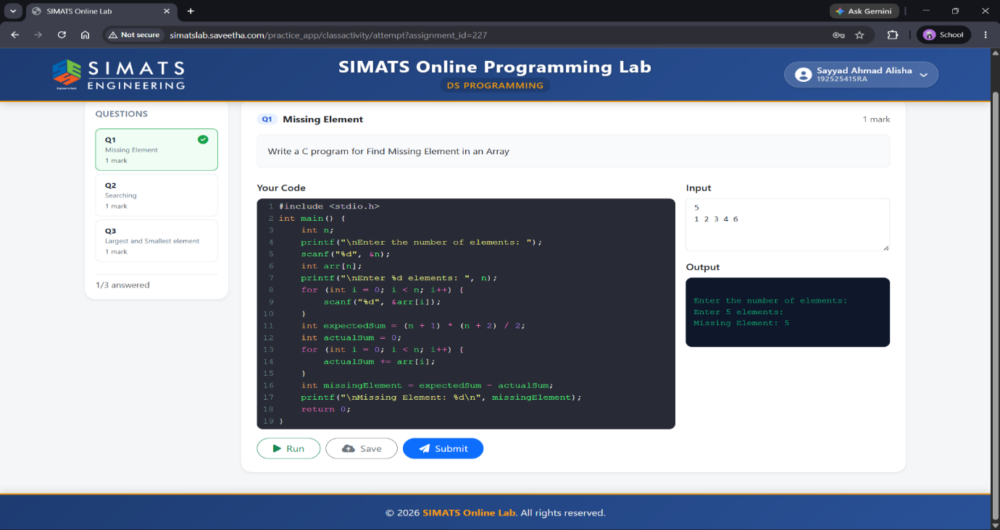 SIMATS Online Lab
Ask Gemini
Not secure
simatslab.saveetha.com/practice_app/classactivity/attempt?assignment_id=227
School
SIMATS
ENGINEERING
SIMATS Online Programming Lab
DS PROGRAMMING
Sayyad Ahmad Alisha
192525415RA
QUESTIONS
Q1
Missing Element
1 mark
Q2
Searching
1 mark
Q3
Largest and Smallest element
1 mark
1/3 answered
Q1 Missing Element
1 mark
Write a C program for Find Missing Element in an Array
Your Code
1 #include <stdio.h>
2 int main() {
3     int n;
4     printf("\nEnter the number of elements: ");
5     scanf("%d", &n);
6     int arr[n];
7     printf("\nEnter %d elements: ", n);
8     for (int i = 0; i < n; i++) {
9         scanf("%d", &arr[i]);
10     }
11     int expectedSum = (n + 1) * (n + 2) / 2;
12     int actualSum = 0;
13     for (int i = 0; i < n; i++) {
14         actualSum += arr[i];
15     }
16     int missingElement = expectedSum - actualSum;
17     printf("\nMissing Element: %d\n", missingElement);
18     return 0;
19 }
Input
5
1 2 3 4 6
Output
Enter the number of elements:
Enter 5 elements:
Missing Element: 5
Run
Save
Submit
© 2026 SIMATS Online Lab. All rights reserved.